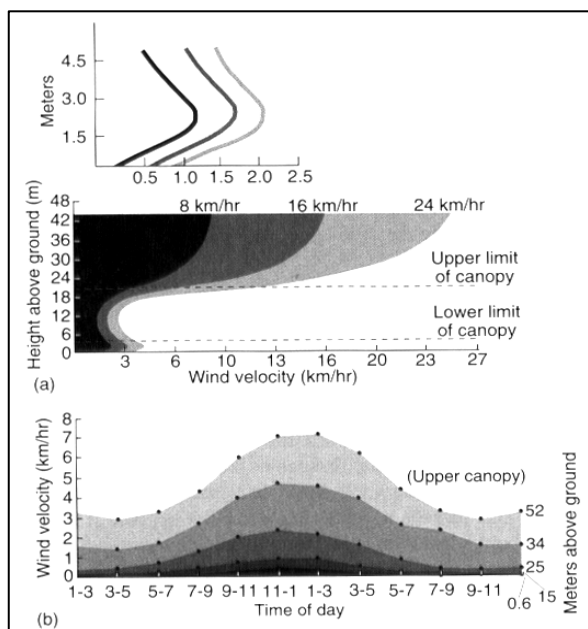 Meters
4.5
3.0
1.5
0.5 1.0 1.5 2.0 2.5
Height above ground (m)
48
42
36
30
24
18
12
6
0
8 km/hr 16 km/hr 24 km/hr
Upper limit
of canopy
Lower limit
of canopy
3 6 10 13 16 20 23 27
(a) Wind velocity (km/hr)
Wind velocity (km/hr)
8
7
6
5
4
3
2
1
0
(Upper canopy)
52
34
25
15
0.6
Meters above ground
1-3 3-5 5-7 7-9 9-11 11-1 1-3 3-5 5-7 7-9 9-11
(b) Time of day